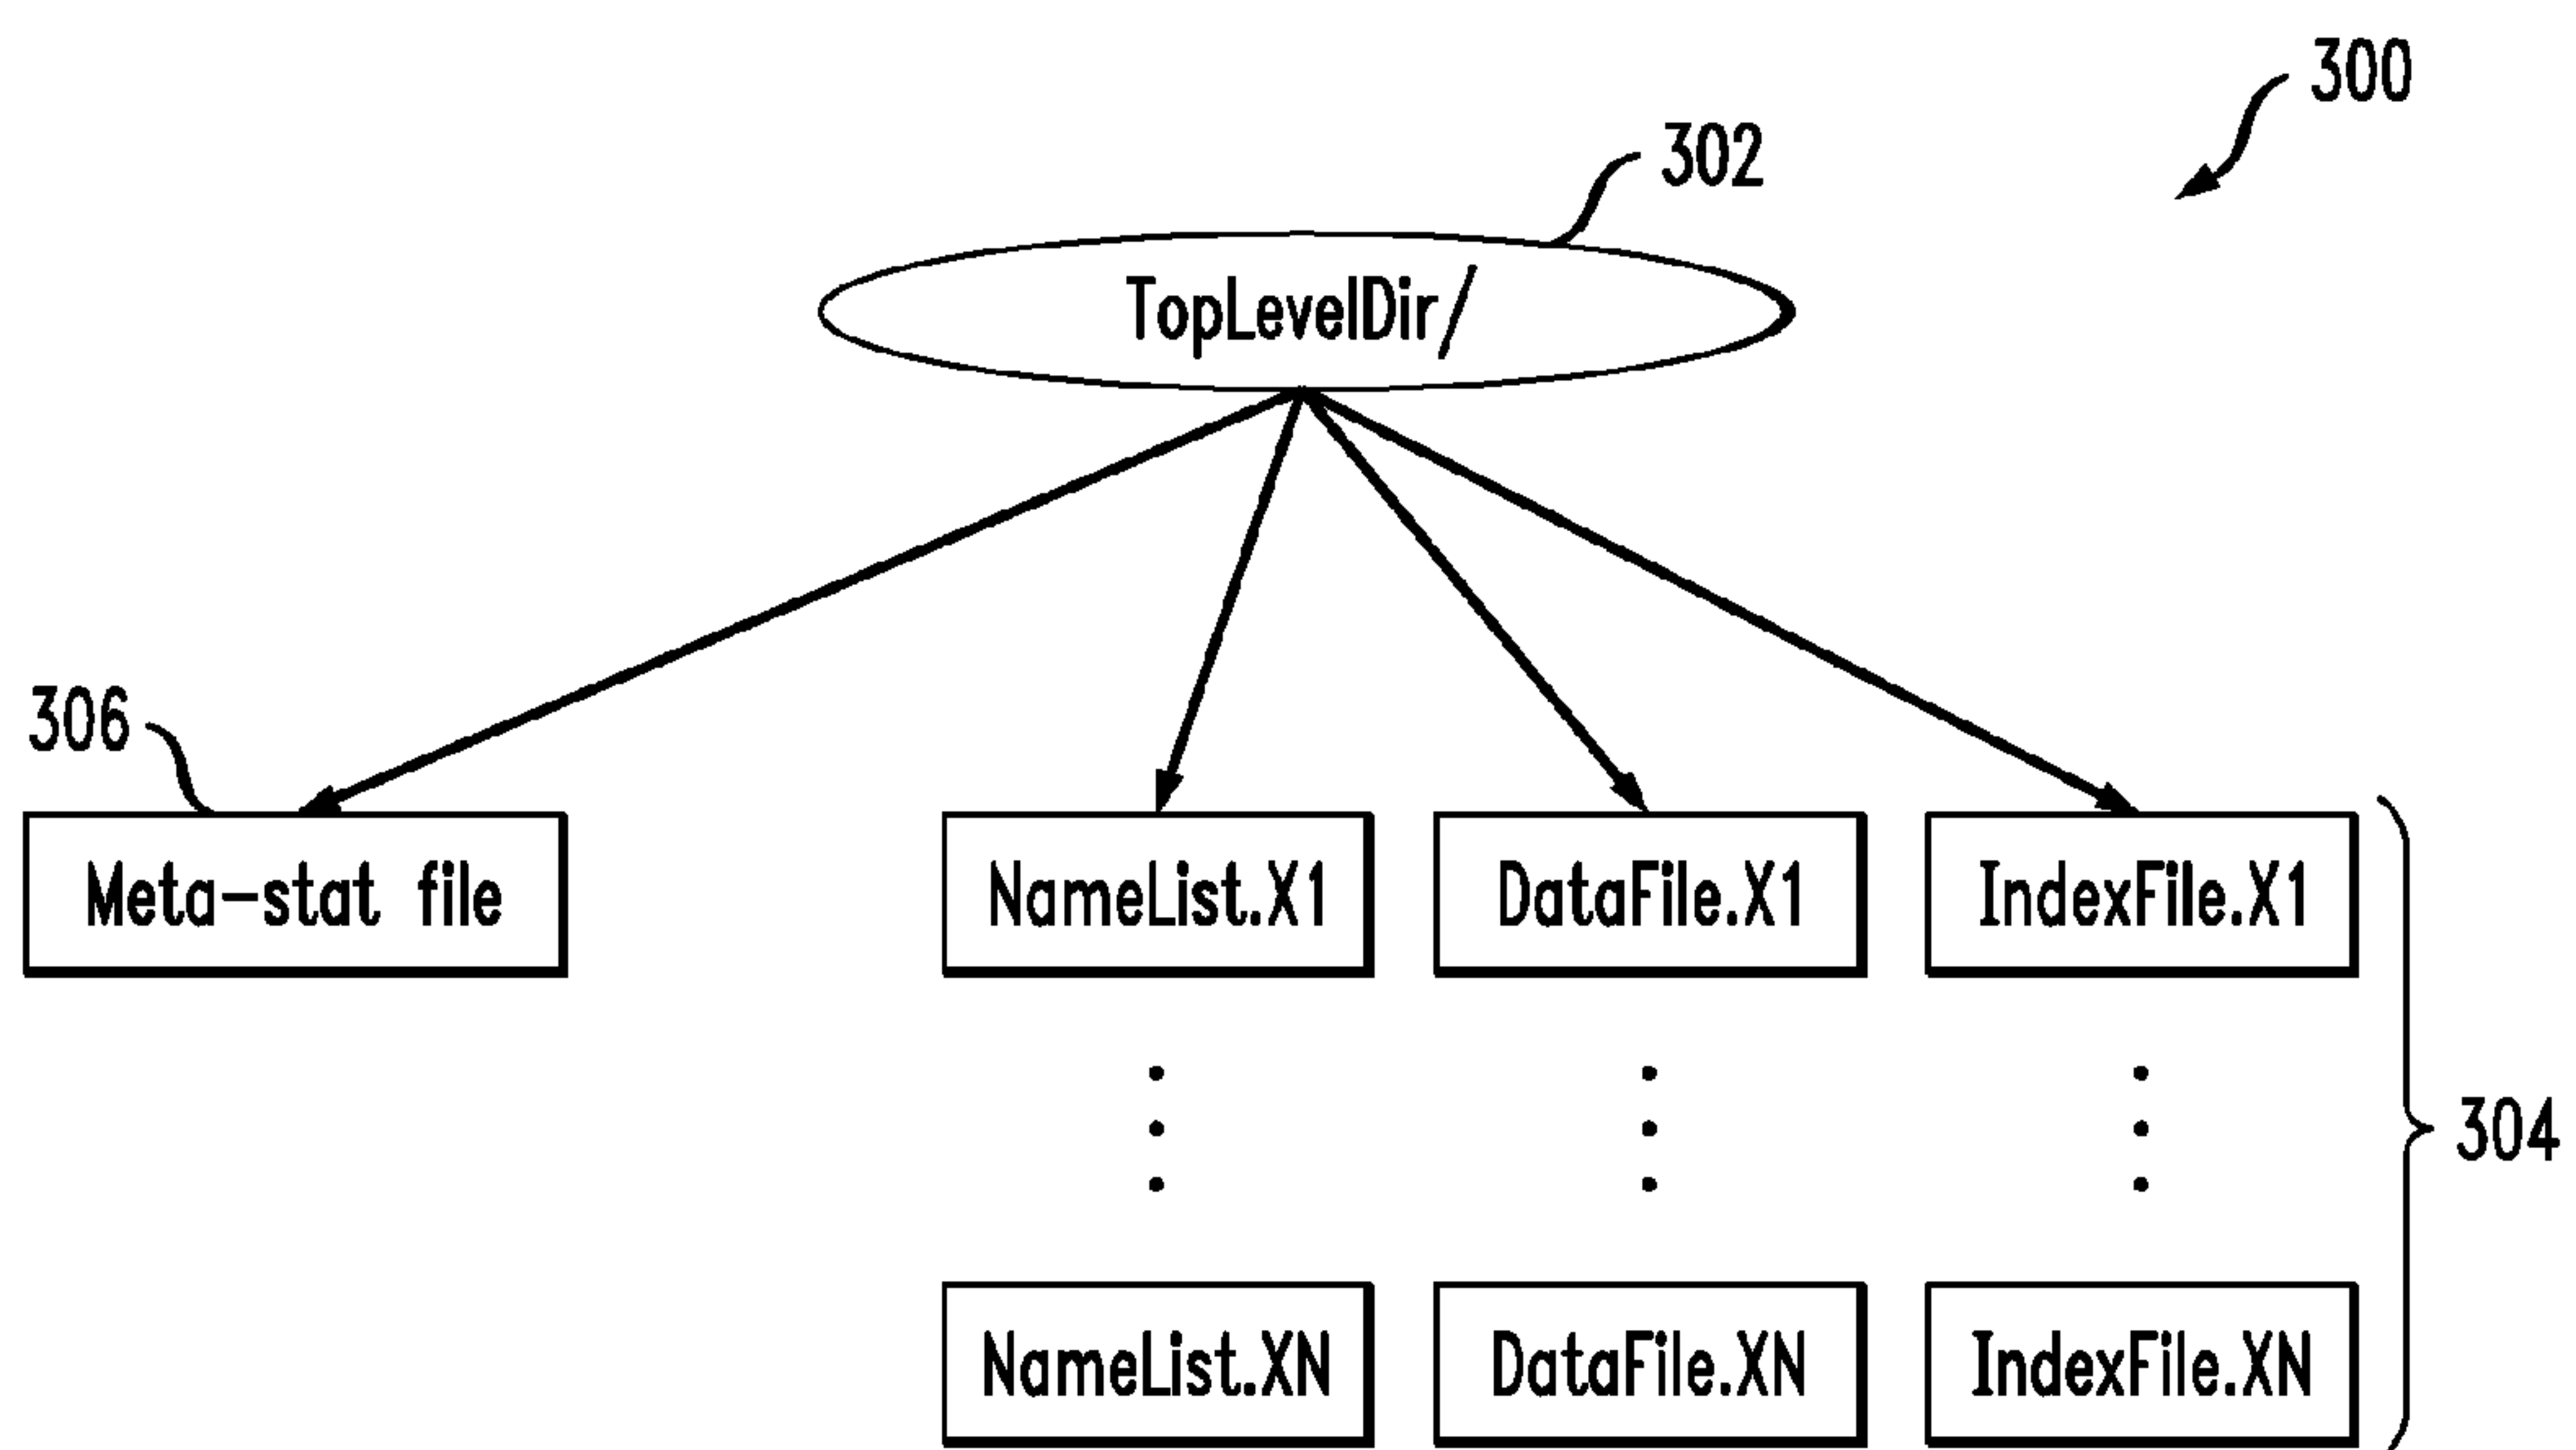 300
302
TopLevelDir/
306
Meta-stat file
NameList.X1
DataFile.X1
IndexFile.X1
304
NameList.XN
DataFile.XN
IndexFile.XN